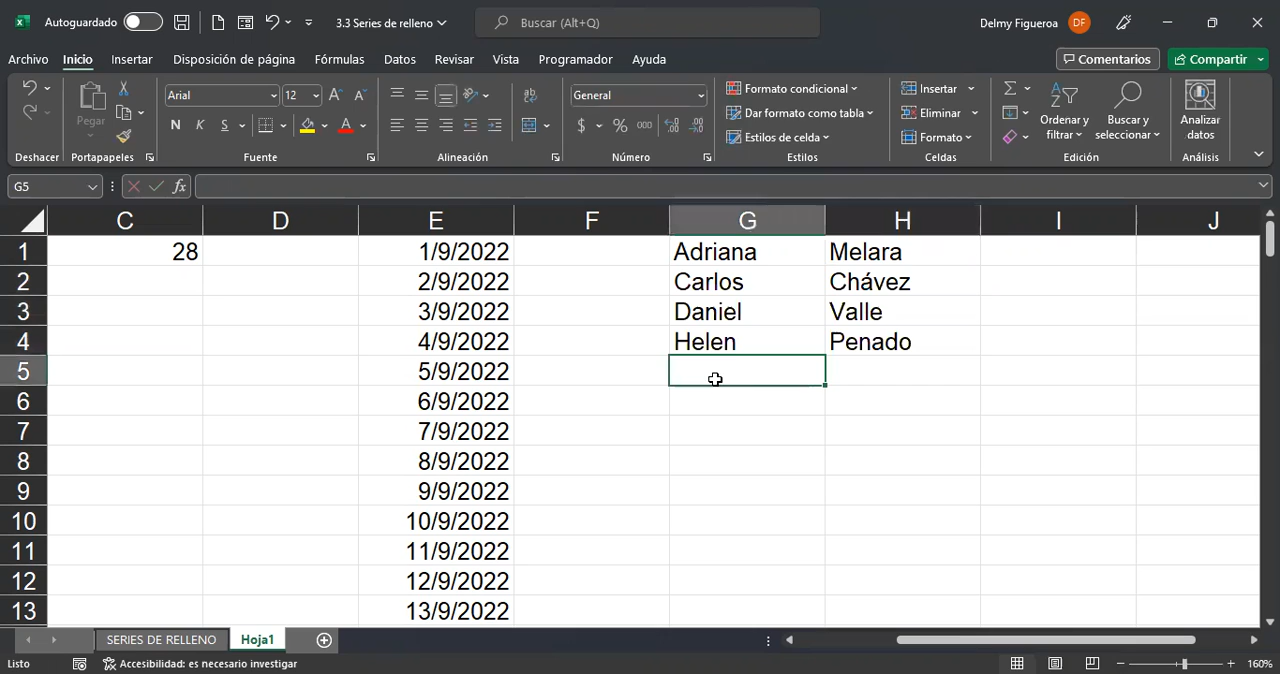 Autoguardado 3.3 Series de relleno Buscar (Alt+Q) Delmy Figueroa DF
Archivo Inicio Insertar Disposición de página Fórmulas Datos Revisar Vista Programador Ayuda Comentarios Compartir
Pegar Arial 12 General Formato condicional Insertar
Dar formato como tabla Eliminar Ordenar y filtrar Buscar y seleccionar Analizar datos
N K S $ % 000 Estilos de celda Formato
Deshacer Portapapeles Fuente Alineación Número Estilos Celdas Edición Análisis
G5 fx
C D E F G H I J
1 28 1/9/2022 Adriana Melara
2 2/9/2022 Carlos Chávez
3 3/9/2022 Daniel Valle
4 4/9/2022 Helen Penado
5 5/9/2022
6 6/9/2022
7 7/9/2022
8 8/9/2022
9 9/9/2022
10 10/9/2022
11 11/9/2022
12 12/9/2022
13 13/9/2022
SERIES DE RELLENO Hoja1
Listo Accesibilidad: es necesario investigar 160%